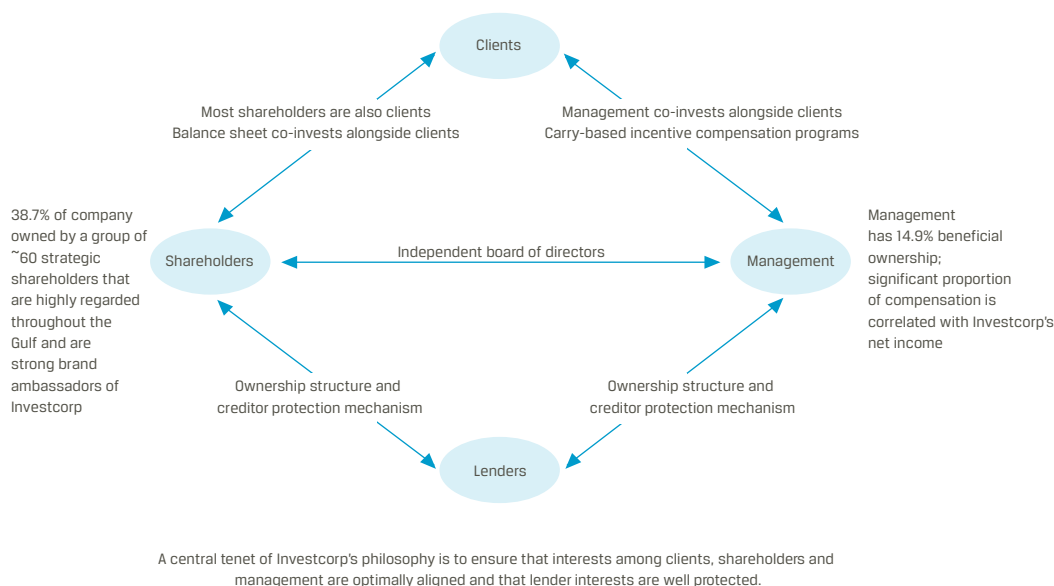 Clients
Most shareholders are also clients
Balance sheet co-invests alongside clients
Management co-invests alongside clients
Carry-based incentive compensation programs
38.7% of company
owned by a group of
~60 strategic
shareholders that
are highly regarded
throughout the
Gulf and are
strong brand
ambassadors of
Investcorp
Shareholders
Independent board of directors
Management
Management
has 14.9% beneficial
ownership;
significant proportion
of compensation is
correlated with Investcorp's
net income
Ownership structure and
creditor protection mechanism
Ownership structure and
creditor protection mechanism
Lenders
A central tenet of Investcorp's philosophy is to ensure that interests among clients, shareholders and
management are optimally aligned and that lender interests are well protected.